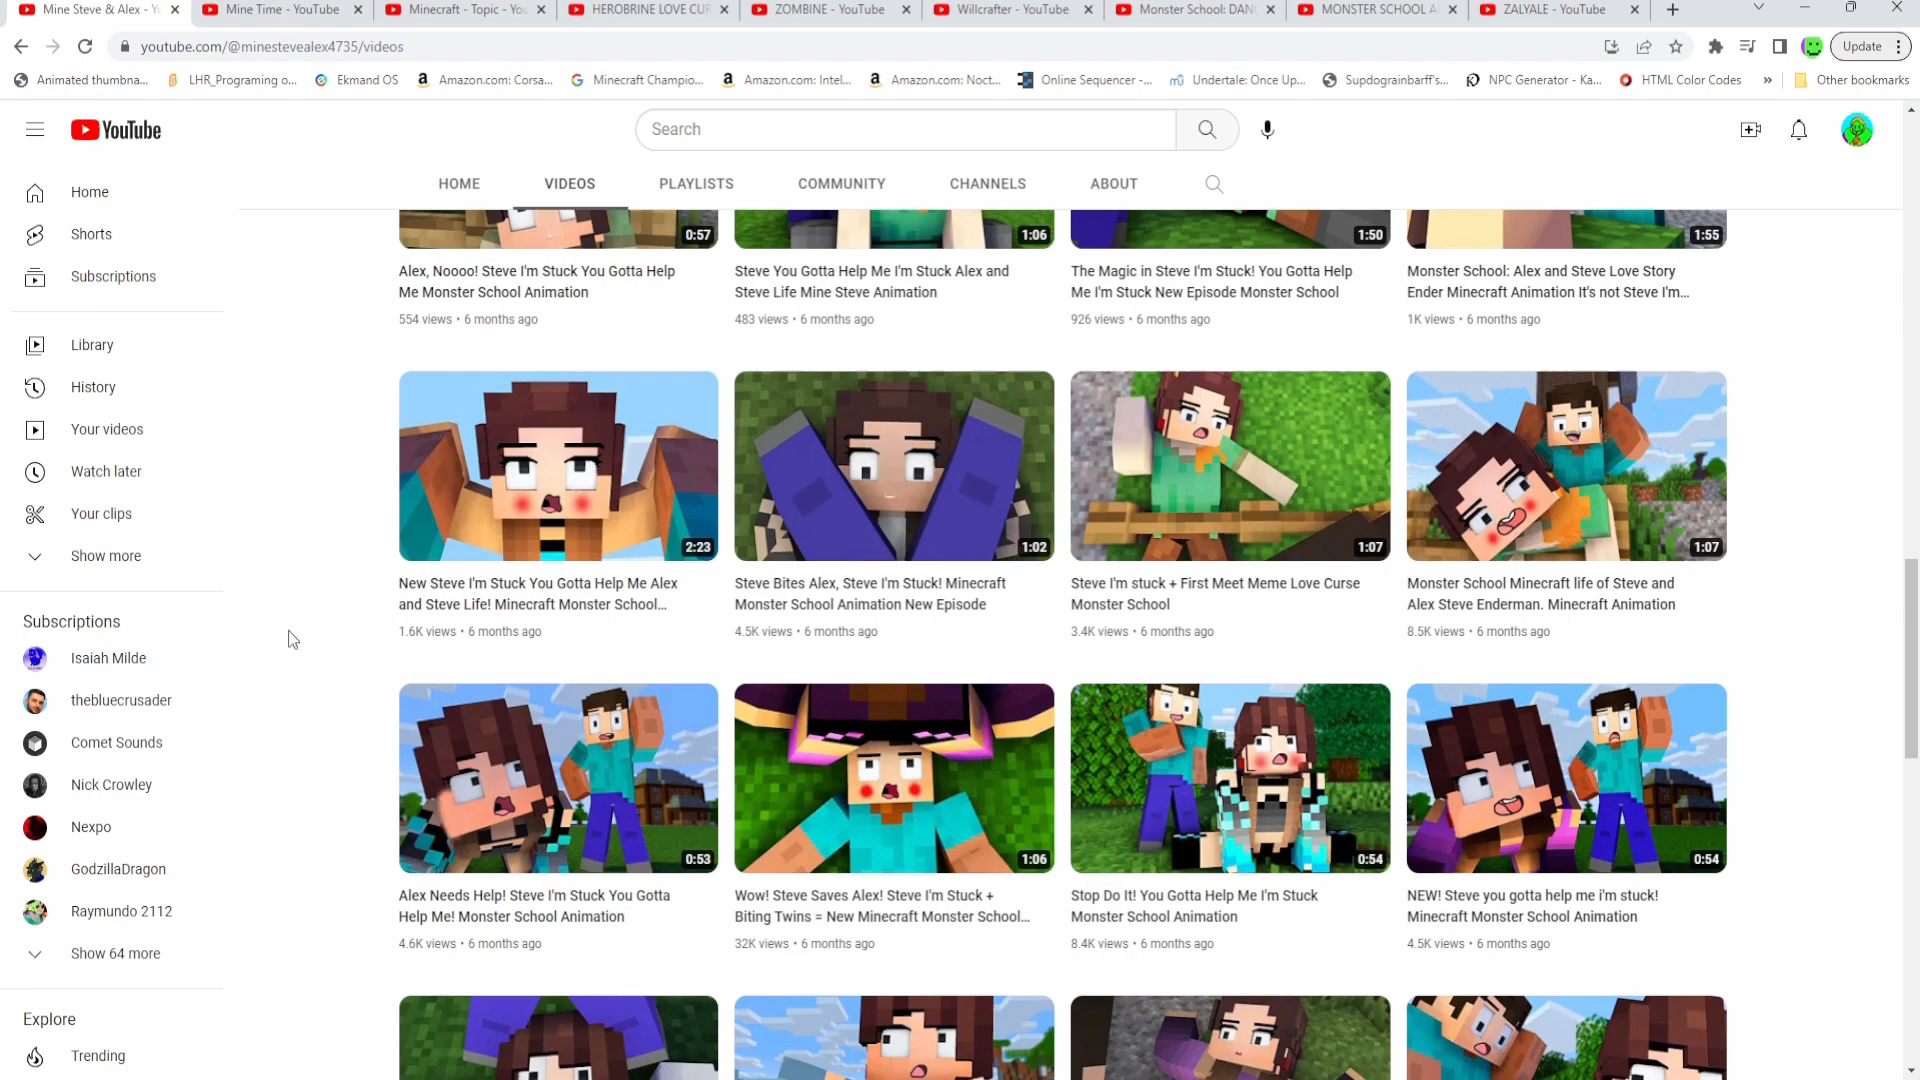 Mine Steve & Alex - Yo
Mine Time - YouTube
Minecraft - Topic - You
HEROBRINE LOVE CUR
ZOMBINE - YouTube
Willcrafter - YouTube
Monster School: DAN
MONSTER SCHOOL A
ZALYALE - YouTube
youtube.com/@minestevealex4735/videos
Update
Animated thumbna...
LHR_Programing o...
Ekmand OS
Amazon.com: Corsa...
Minecraft Champio...
Amazon.com: Intel...
Amazon.com: Noct...
Online Sequencer -...
Undertale: Once Up...
Supdograinbarff's...
NPC Generator - Ka...
HTML Color Codes
»
Other bookmarks
YouTube
Search
HOME
VIDEOS
PLAYLISTS
COMMUNITY
CHANNELS
ABOUT
Home
Shorts
Subscriptions
Library
History
Your videos
Watch later
Your clips
Show more
Subscriptions
Isaiah Milde
thebluecrusader
Comet Sounds
Nick Crowley
Nexpo
GodzillaDragon
Raymundo 2112
Show 64 more
Explore
Trending
0:57
1:06
1:50
1:55
Alex, Noooo! Steve I'm Stuck You Gotta Help
Me Monster School Animation
554 views • 6 months ago
Steve You Gotta Help Me I'm Stuck Alex and
Steve Life Mine Steve Animation
483 views • 6 months ago
The Magic in Steve I'm Stuck! You Gotta Help
Me I'm Stuck New Episode Monster School
926 views • 6 months ago
Monster School: Alex and Steve Love Story
Ender Minecraft Animation It's not Steve I'm...
1K views • 6 months ago
2:23
1:02
1:07
1:07
New Steve I'm Stuck You Gotta Help Me Alex
and Steve Life! Minecraft Monster School...
1.6K views • 6 months ago
Steve Bites Alex, Steve I'm Stuck! Minecraft
Monster School Animation New Episode
4.5K views • 6 months ago
Steve I'm stuck + First Meet Meme Love Curse
Monster School
3.4K views • 6 months ago
Monster School Minecraft life of Steve and
Alex Steve Enderman. Minecraft Animation
8.5K views • 6 months ago
0:53
1:06
0:54
0:54
Alex Needs Help! Steve I'm Stuck You Gotta
Help Me! Monster School Animation
4.6K views • 6 months ago
Wow! Steve Saves Alex! Steve I'm Stuck +
Biting Twins = New Minecraft Monster School...
32K views • 6 months ago
Stop Do It! You Gotta Help Me I'm Stuck
Monster School Animation
8.4K views • 6 months ago
NEW! Steve you gotta help me i'm stuck!
Minecraft Monster School Animation
4.5K views • 6 months ago